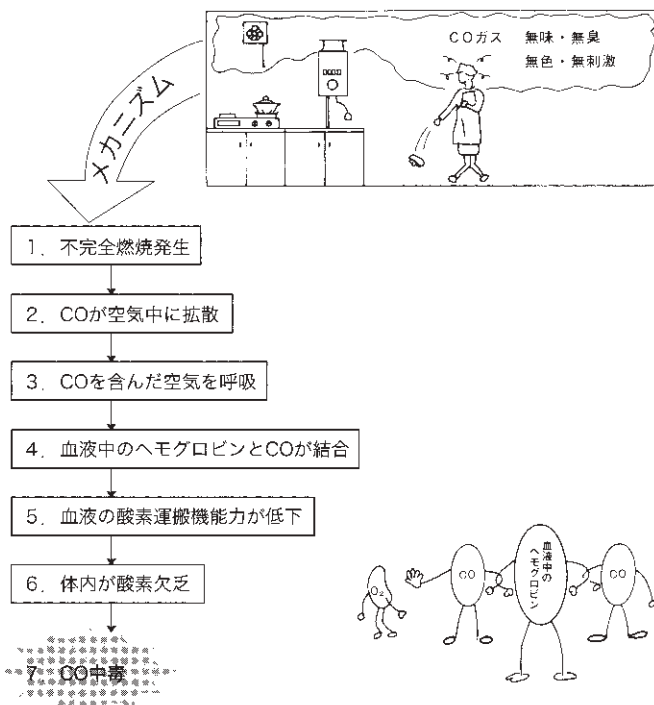 COガス 無味・無臭
無色・無刺激
メカニズム
1. 不完全燃焼発生
2. COが空気中に拡散
3. COを含んだ空気を呼吸
4. 血液中のヘモグロビンとCOが結合
5. 血液の酸素運搬機能力が低下
6. 体内が酸素欠乏
7 CO中毒
O₂
CO
血液中の
ヘモグロビン
CO